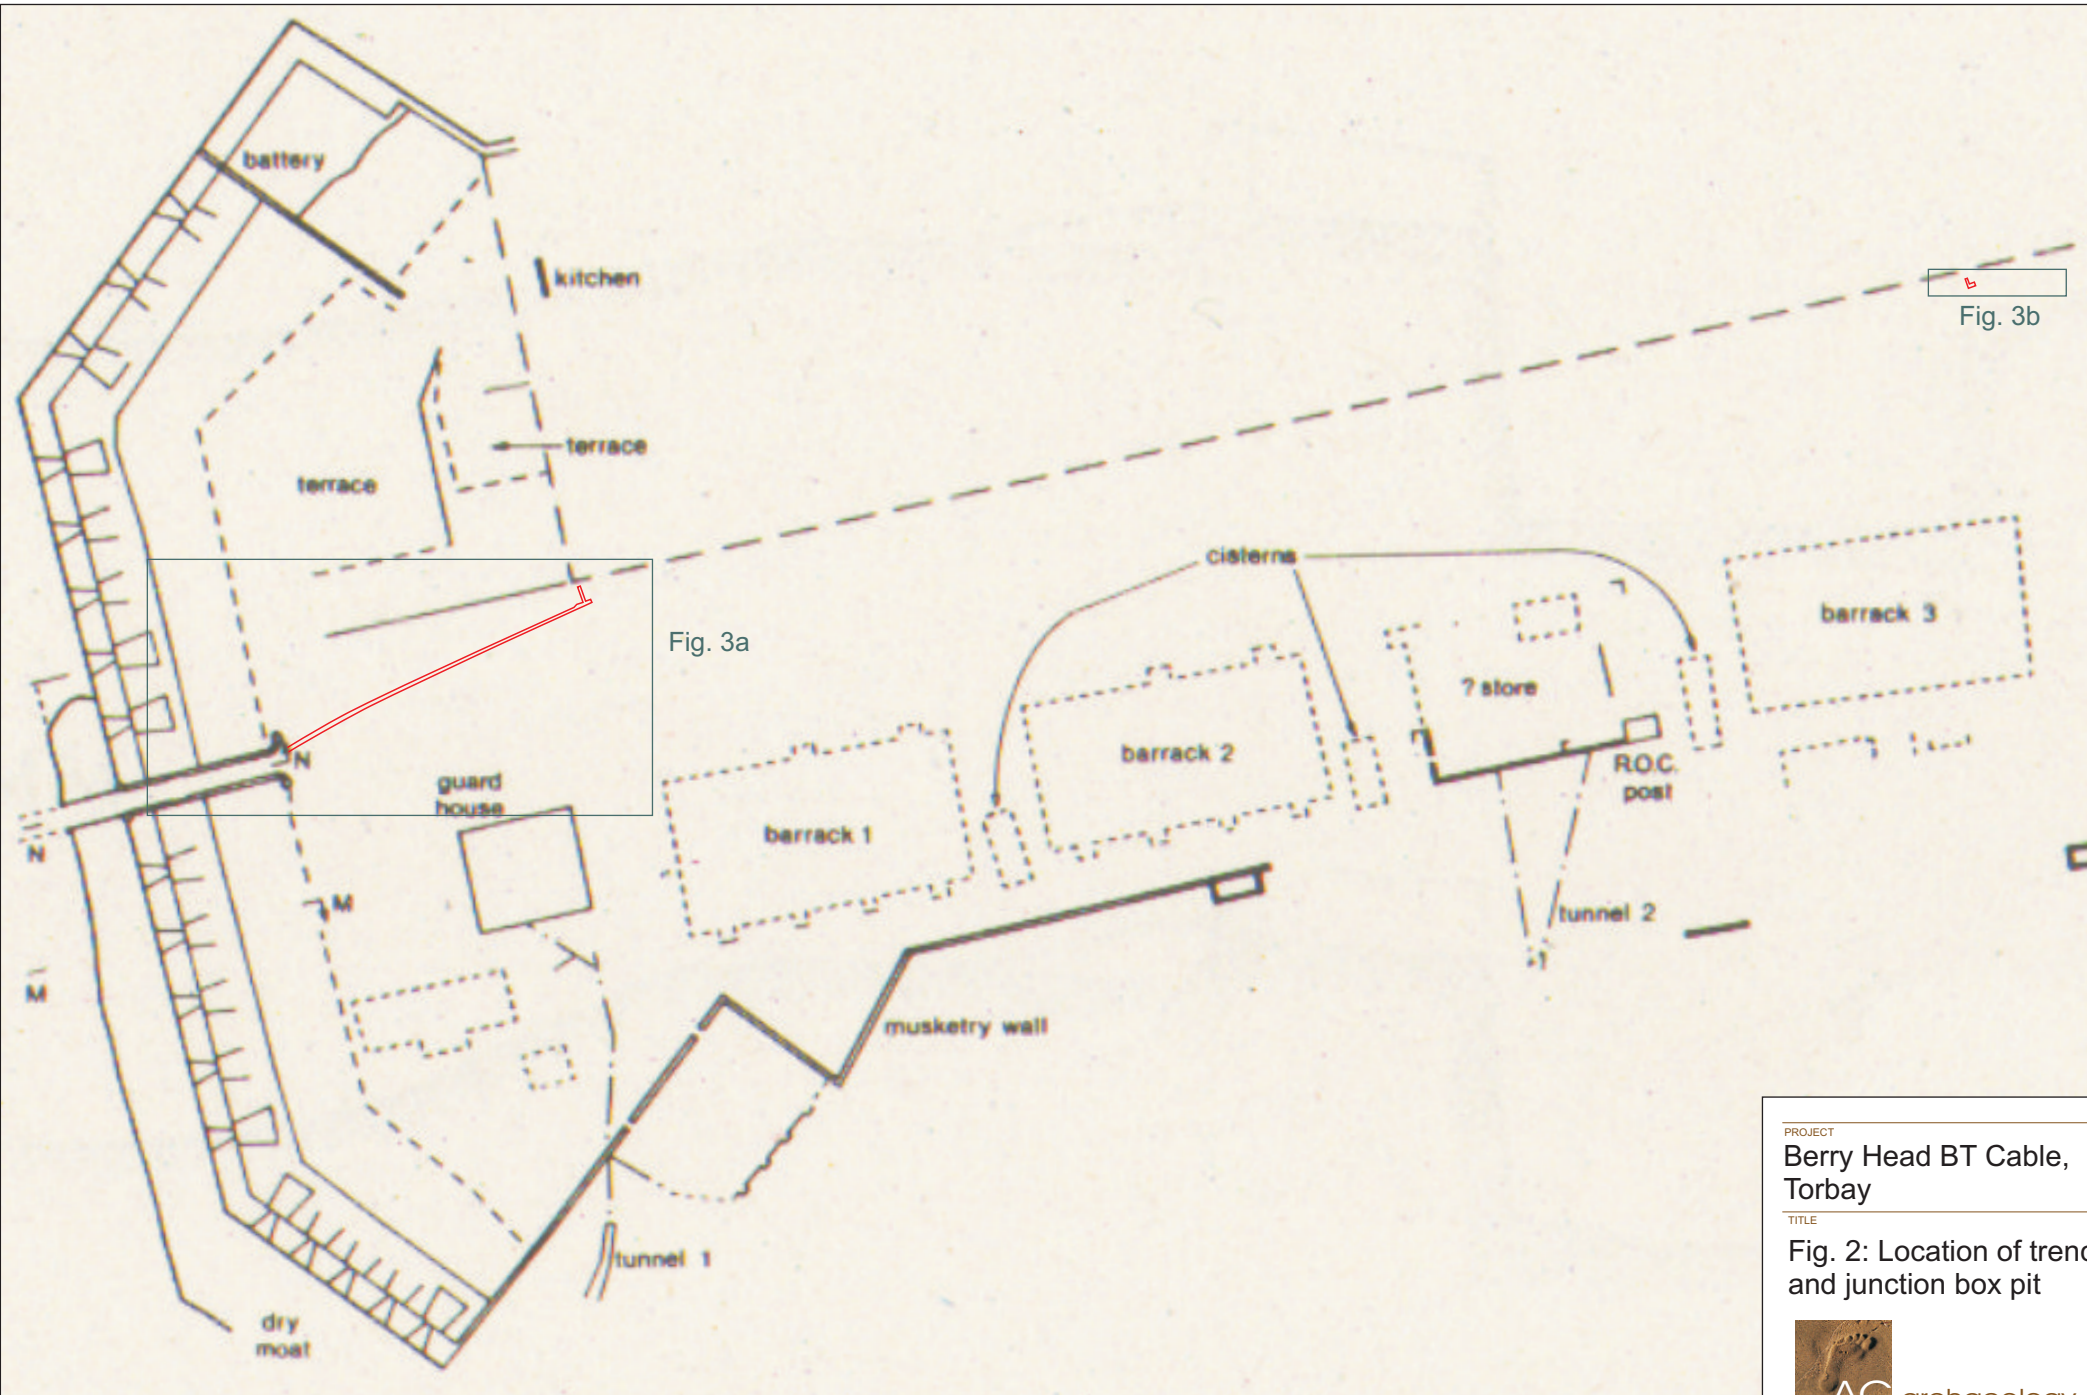 battery
kitchen
Fig. 3b
terrace
terrace
cisterns
barrack 3
Fig. 3a
? store
barrack 2
N
guard
house
R.O.C.
post
barrack 1
N
M
tunnel 2
M
musketry wall
tunnel 1
dry
moat
PROJECT
Berry Head BT Cable,
Torbay
TITLE
Fig. 2: Location of trenc
and junction box pit
AC archaeology